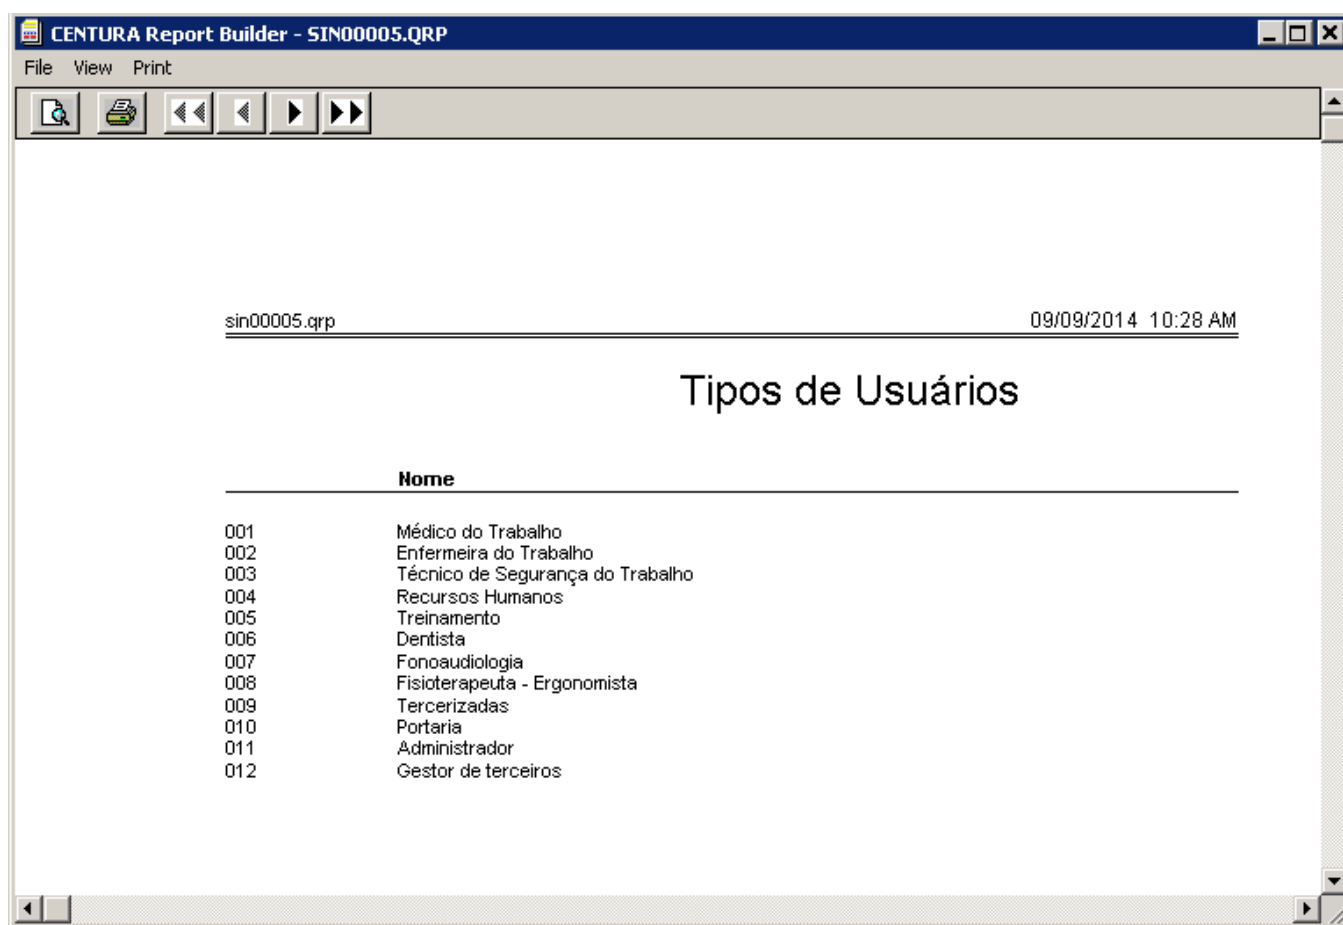 CENTURA Report Builder - SIN00005.QRP
File View Print
sin00005.qrp 09/09/2014 10:28 AM
Tipos de Usuários
Nome
001 Médico do Trabalho
002 Enfermeira do Trabalho
003 Técnico de Segurança do Trabalho
004 Recursos Humanos
005 Treinamento
006 Dentista
007 Fonoaudiologia
008 Fisioterapeuta - Ergonomista
009 Tercerizadas
010 Portaria
011 Administrador
012 Gestor de terceiros